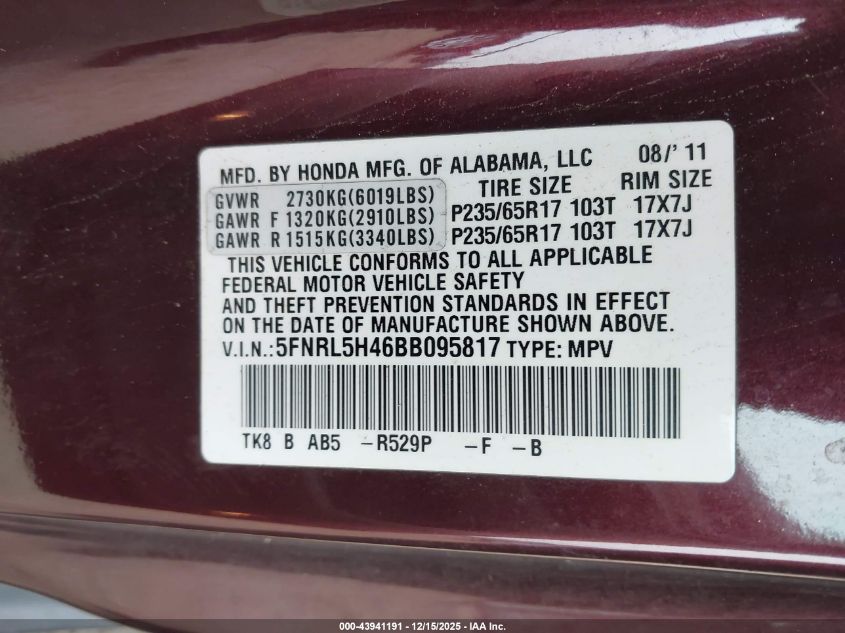 MFD. BY HONDA MFG. OF ALABAMA, LLC 08/' 11
GVWR 2730KG(6019LBS) TIRE SIZE RIM SIZE
GAWR F 1320KG(2910LBS) P235/65R17 103T 17X7J
GAWR R 1515KG(3340LBS) P235/65R17 103T 17X7J
THIS VEHICLE CONFORMS TO ALL APPLICABLE
FEDERAL MOTOR VEHICLE SAFETY
AND THEFT PREVENTION STANDARDS IN EFFECT
ON THE DATE OF MANUFACTURE SHOWN ABOVE.
V.I.N.:5FNRL5H46BB095817 TYPE: MPV
TK8 B AB5 -R529P -F -B
000-43941191 - 12/15/2025 - IAA Inc.